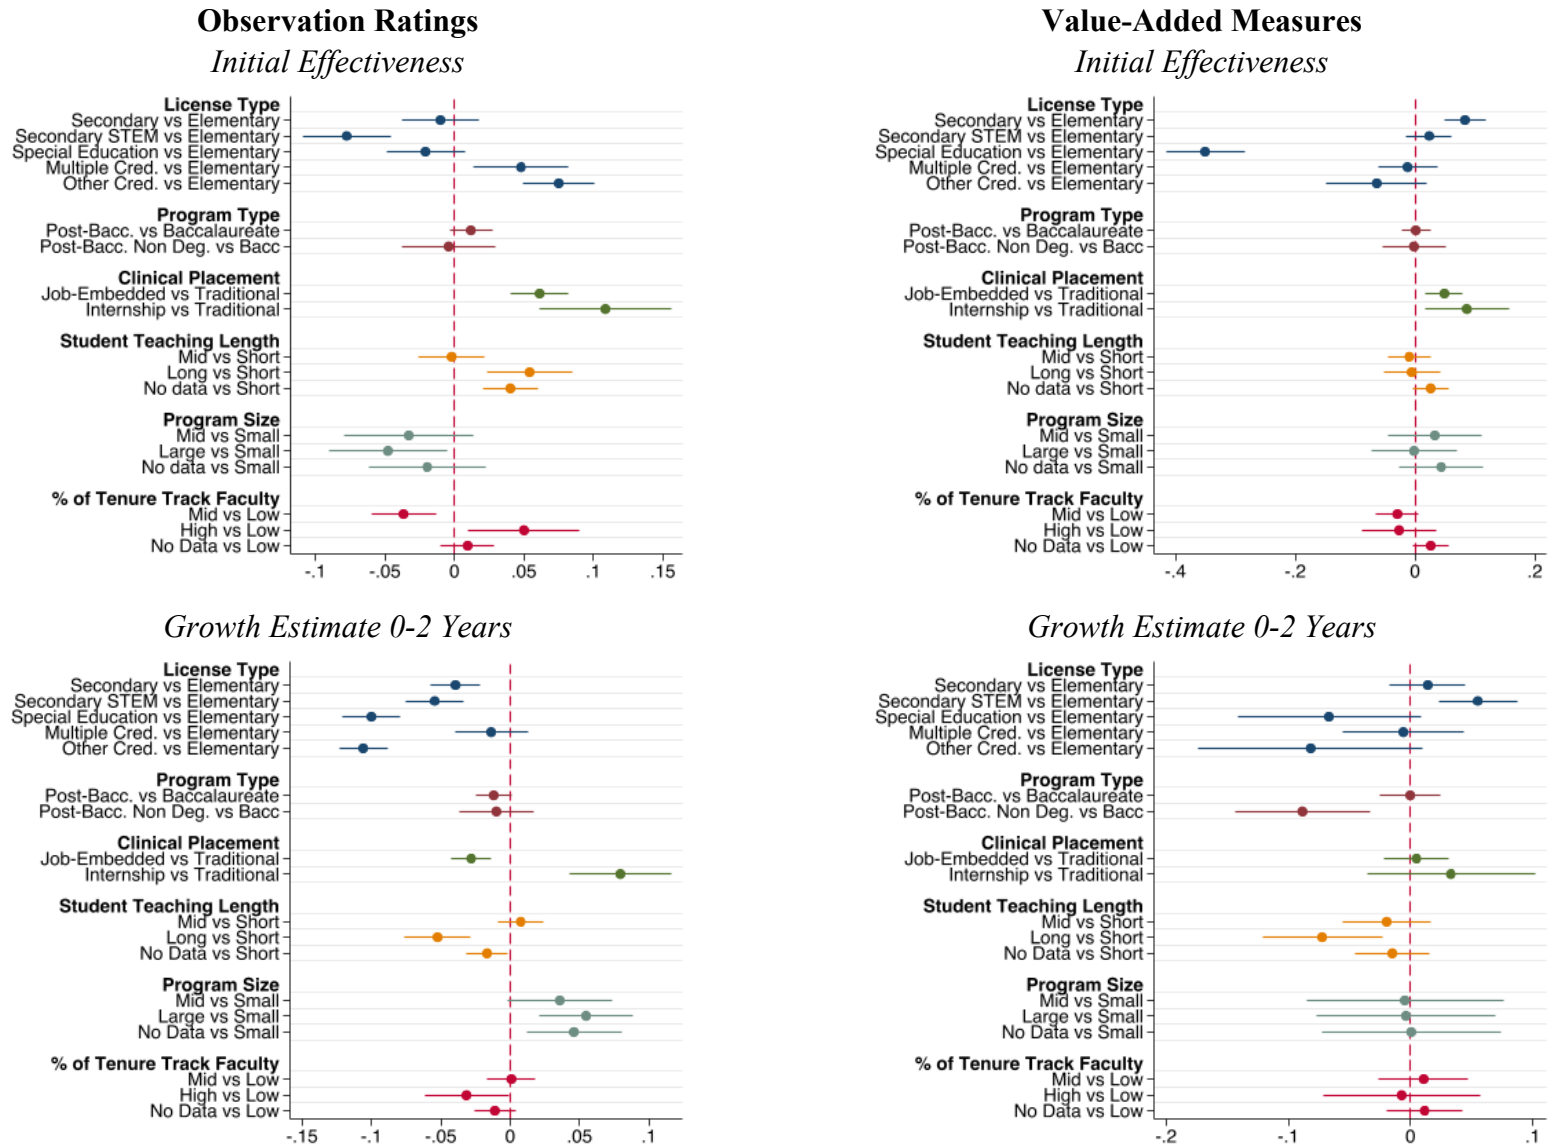 Observation Ratings
Initial Effectiveness
License Type
Secondary vs Elementary
Secondary STEM vs Elementary
Special Education vs Elementary
Multiple Cred. vs Elementary
Other Cred. vs Elementary
Program Type
Post-Bacc. vs Baccalaureate
Post-Bacc. Non Deg. vs Bacc
Clinical Placement
Job-Embedded vs Traditional
Internship vs Traditional
Student Teaching Length
Mid vs Short
Long vs Short
No data vs Short
Program Size
Mid vs Small
Large vs Small
No data vs Small
% of Tenure Track Faculty
Mid vs Low
High vs Low
No Data vs Low
-.1 -.05 0 .05 .1 .15
Value-Added Measures
Initial Effectiveness
License Type
Secondary vs Elementary
Secondary STEM vs Elementary
Special Education vs Elementary
Multiple Cred. vs Elementary
Other Cred. vs Elementary
Program Type
Post-Bacc. vs Baccalaureate
Post-Bacc. Non Deg. vs Bacc
Clinical Placement
Job-Embedded vs Traditional
Internship vs Traditional
Student Teaching Length
Mid vs Short
Long vs Short
No data vs Short
Program Size
Mid vs Small
Large vs Small
No data vs Small
% of Tenure Track Faculty
Mid vs Low
High vs Low
No Data vs Low
-.4 -.2 0 .2
Growth Estimate 0-2 Years
License Type
Secondary vs Elementary
Secondary STEM vs Elementary
Special Education vs Elementary
Multiple Cred. vs Elementary
Other Cred. vs Elementary
Program Type
Post-Bacc. vs Baccalaureate
Post-Bacc. Non Deg. vs Bacc
Clinical Placement
Job-Embedded vs Traditional
Internship vs Traditional
Student Teaching Length
Mid vs Short
Long vs Short
No Data vs Short
Program Size
Mid vs Small
Large vs Small
No Data vs Small
% of Tenure Track Faculty
Mid vs Low
High vs Low
No Data vs Low
-.15 -.1 -.05 0 .05 .1
Growth Estimate 0-2 Years
License Type
Secondary vs Elementary
Secondary STEM vs Elementary
Special Education vs Elementary
Multiple Cred. vs Elementary
Other Cred. vs Elementary
Program Type
Post-Bacc. vs Baccalaureate
Post-Bacc. Non Deg. vs Bacc
Clinical Placement
Job-Embedded vs Traditional
Internship vs Traditional
Student Teaching Length
Mid vs Short
Long vs Short
No Data vs Short
Program Size
Mid vs Small
Large vs Small
No Data vs Small
% of Tenure Track Faculty
Mid vs Low
High vs Low
No Data vs Low
-.2 -.1 0 .1